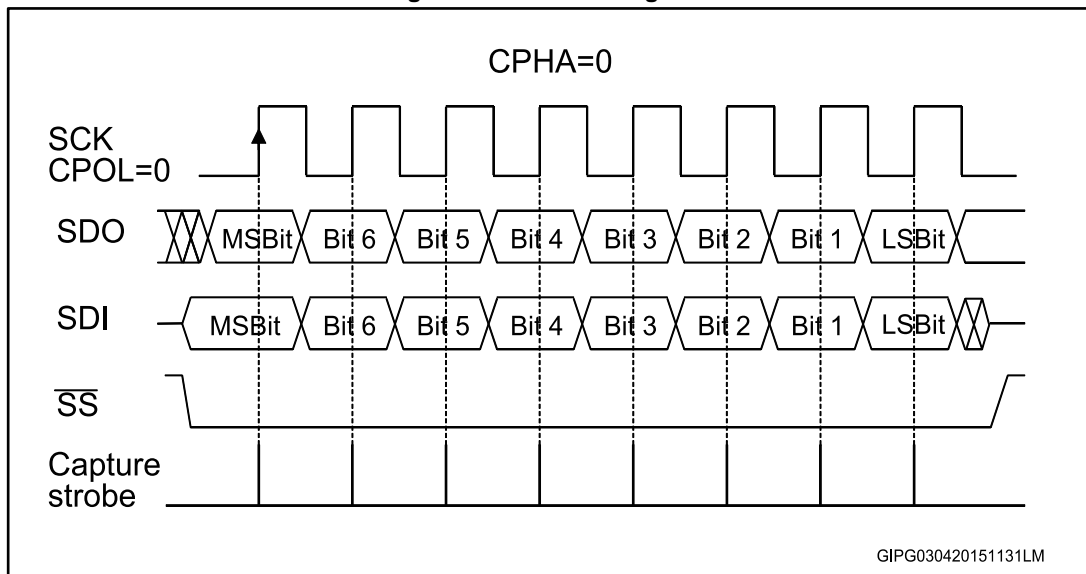 CPHA=0
SCK
CPOL=0
SDO MSBit Bit 6 Bit 5 Bit 4 Bit 3 Bit 2 Bit 1 LSBit
SDI MSBit Bit 6 Bit 5 Bit 4 Bit 3 Bit 2 Bit 1 LSBit
SS
Capture
strobe
GIPG030420151131LM